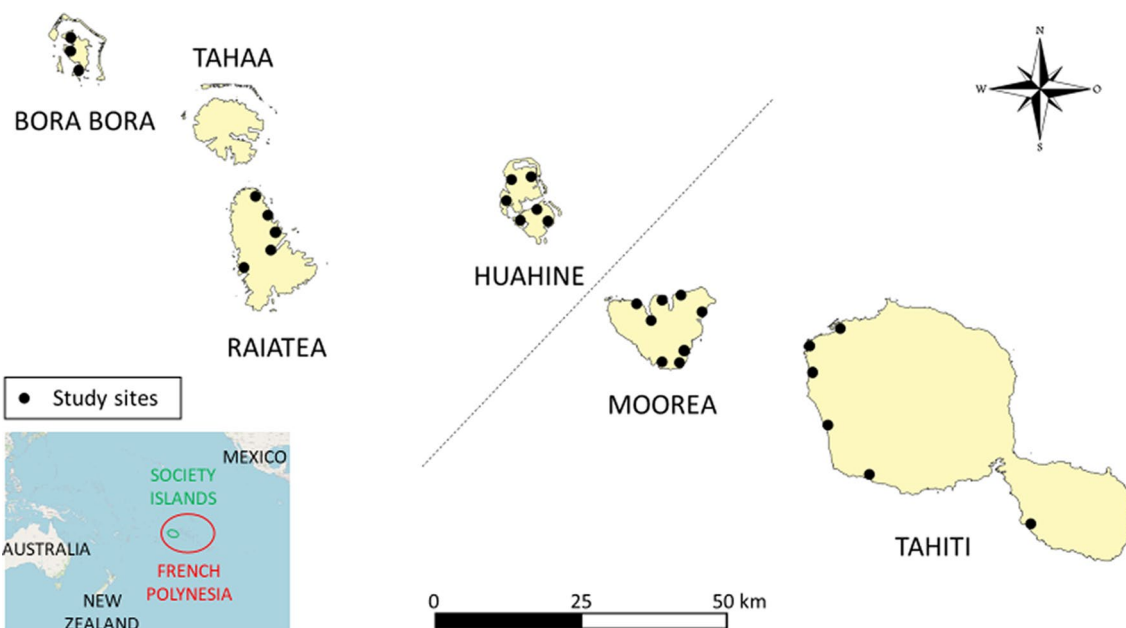 TAHAA
BORA BORA
N
W
O
S
HUAHINE
RAIATEA
MOOREA
Study sites
MEXICO
SOCIETY
ISLANDS
AUSTRALIA
FRENCH
POLYNESIA
NEW
ZEALAND
TAHITI
0
25
50 km